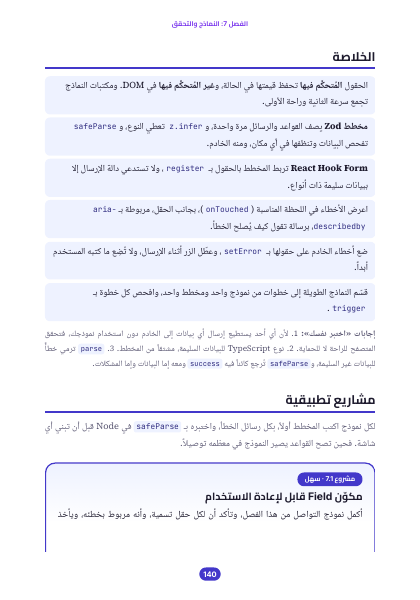 الفصل 7: النماذج والتحقق
الخلاصة
الحقول المُتحكَّم فيها تحفظ قيمتها في الحالة، وغير المُتحكَّم فيها في DOM. ومكتبات النماذج
تجمع سرعة الثانية وراحة الأولى.
مخطط Zod يصف القواعد والرسائل مرة واحدة، و z.infer تعطي النوع، و safeParse
تفحص البيانات وتنظفها في أي مكان، ومنه الخادم.
React Hook Form تربط المخطط بالحقول بـ register ، ولا تستدعي دالة الإرسال إلا
ببيانات سليمة ذات أنواع.
اعرض الأخطاء في اللحظة المناسبة ( onTouched )، بجانب الحقل، مربوطة بـ aria-
describedby، برسالة تقول كيف يُصلح الخطأ.
ضع أخطاء الخادم على حقولها بـ setError ، وعطّل الزر أثناء الإرسال، ولا تُضِع ما كتبه المستخدم
أبداً.
قسّم النماذج الطويلة إلى خطوات من نموذج واحد ومخطط واحد، وافحص كل خطوة بـ
trigger .
إجابات «اختبر نفسك»: 1. لأن أي أحد يستطيع إرسال أي بيانات إلى الخادم دون استخدام نموذجك، فتحقق
المتصفح للراحة لا للحماية. 2. نوع TypeScript للبيانات السليمة، مشتقاً من المخطط. 3. parse ترمي خطأ
للبيانات غير السليمة، و safeParse تُرجع كائناً فيه success ومعه إما البيانات وإما المشكلات.
مشاريع تطبيقية
لكل نموذج اكتب المخطط أولاً، بكل رسائل الخطأ، واختبره بـ safeParse في Node قبل أن تبني أي
شاشة. فحين تصح القواعد يصير النموذج في معظمه توصيلاً.
مشروع 7.1 · سهل
مكوّن Field قابل لإعادة الاستخدام
أكمل نموذج التواصل من هذا الفصل، وتأكد أن لكل حقل تسمية، وأنه مربوط بخطئه، ويأخذ
140